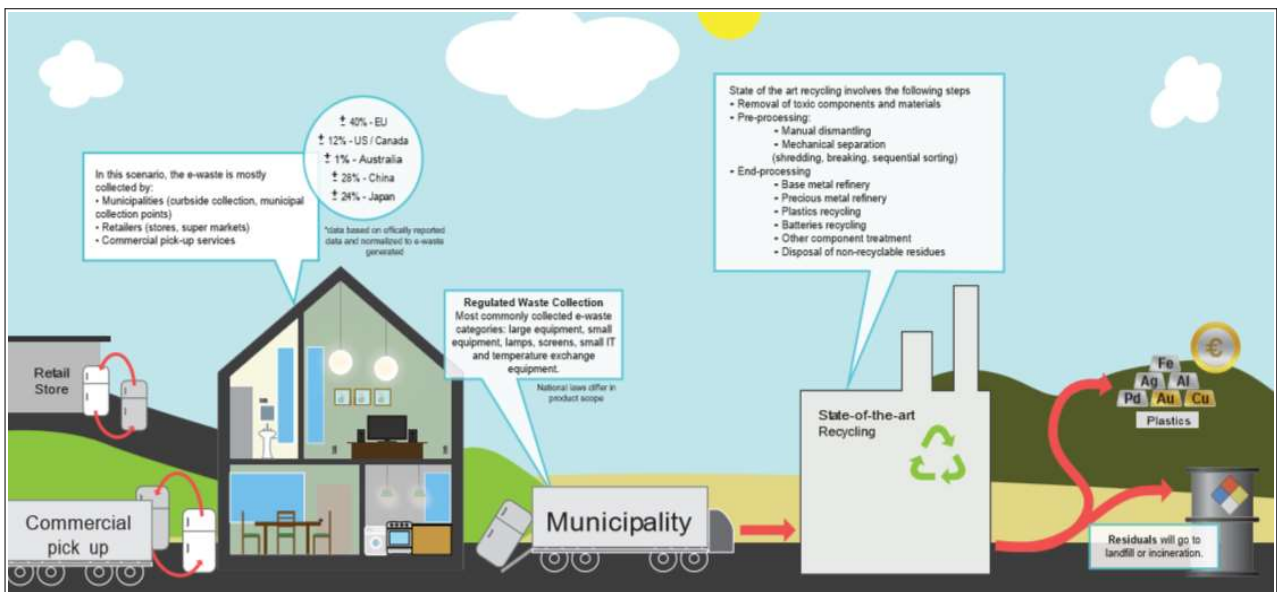 ± 40% - EU
± 12% - US / Canada
± 1% - Australia
± 28% - China
± 24% - Japan
*data based on offically reported
data and normalized to e-waste
generated
In this scenario, the e-waste is mostly
collected by:
• Municipalities (curbside collection, municipal
collection points)
• Retailers (stores, super markets)
• Commercial pick-up services
State of the art recycling involves the following steps
- Removal of toxic components and materials
- Pre-processing:
- Manual dismantling
- Mechanical separation
(shredding, breaking, sequential sorting)
- End-processing
- Base metal refinery
- Precious metal refinery
- Plastics recycling
- Batteries recycling
- Other component treatment
- Disposal of non-recyclable residues
Regulated Waste Collection
Most commonly collected e-waste
categories: large equipment, small
equipment, lamps, screens, small IT
and temperature exchange
equipment.
National laws differ in
product scope
Retail
Store
Commercial
pick up
Municipality
State-of-the-art
Recycling
€
Fe
Ag Al
Pd Au Cu
Plastics
Residuals will go to
landfill or incineration.